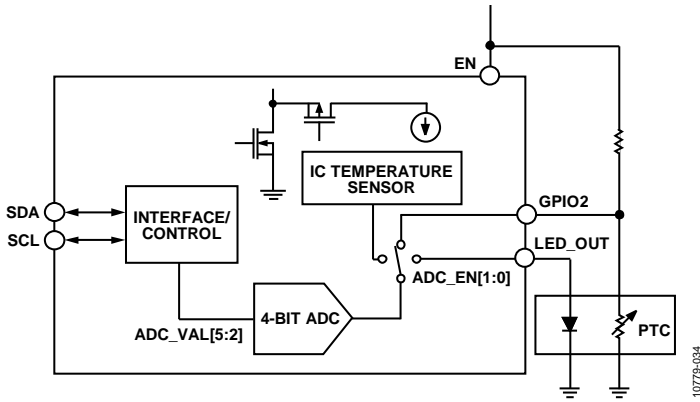 EN
IC TEMPERATURE
SENSOR
SDA
SCL
INTERFACE/
CONTROL
GPIO2
LED_OUT
ADC_EN[1:0]
4-BIT ADC
ADC_VAL[5:2]
PTC
10779-034